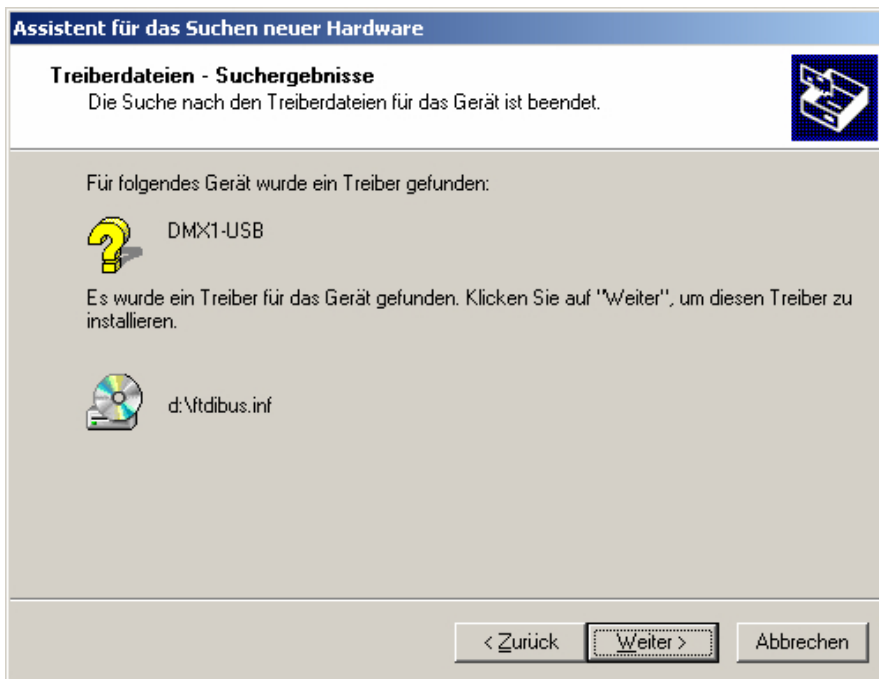 Assistent für das Suchen neuer Hardware
Treiberdateien - Suchergebnisse
Die Suche nach den Treiberdateien für das Gerät ist beendet.
Für folgendes Gerät wurde ein Treiber gefunden:
DMX1-USB
Es wurde ein Treiber für das Gerät gefunden. Klicken Sie auf "Weiter", um diesen Treiber zu
installieren.
d:\ftdibus.inf
< Zurück
Weiter >
Abbrechen